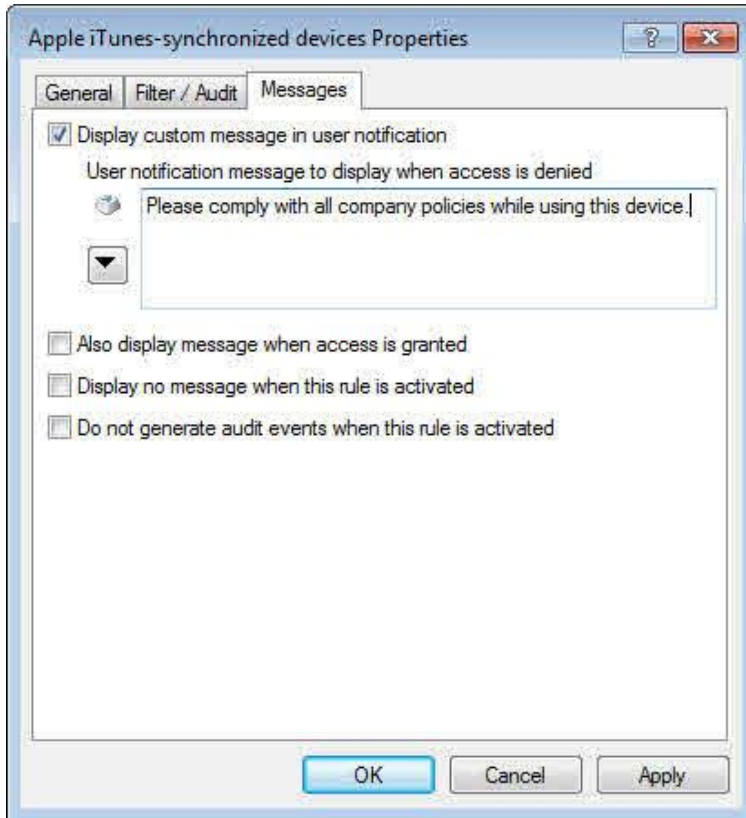 Apple iTunes-synchronized devices Properties
General Filter / Audit Messages
Display custom message in user notification
User notification message to display when access is denied
Please comply with all company policies while using this device.
Also display message when access is granted
Display no message when this rule is activated
Do not generate audit events when this rule is activated
OK Cancel Apply